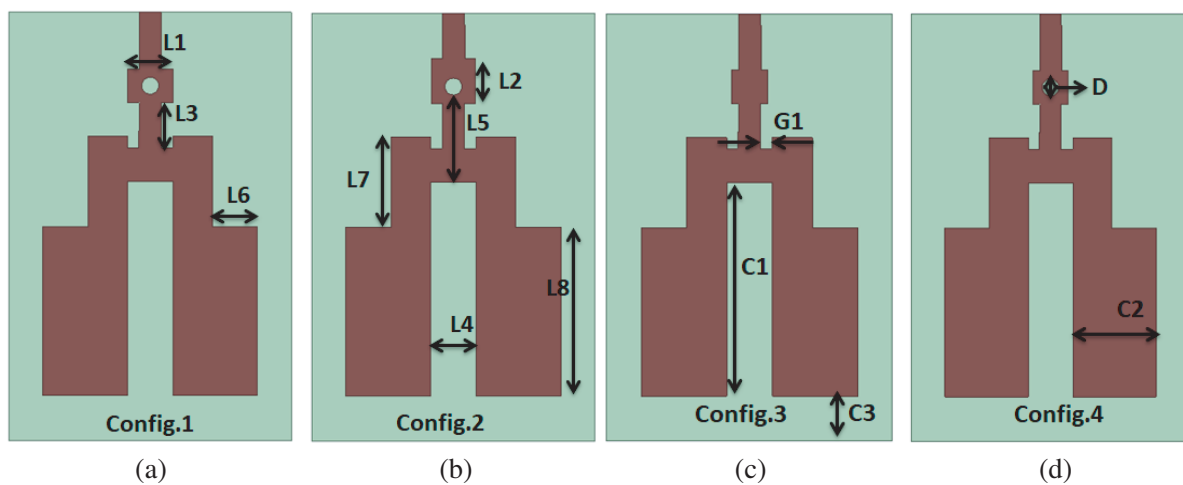 L1
L3
L6
Config.1
(a)
L2
L5
L7
L8
L4
Config.2
(b)
G1
C1
C3
Config.3
(c)
D
C2
Config.4
(d)